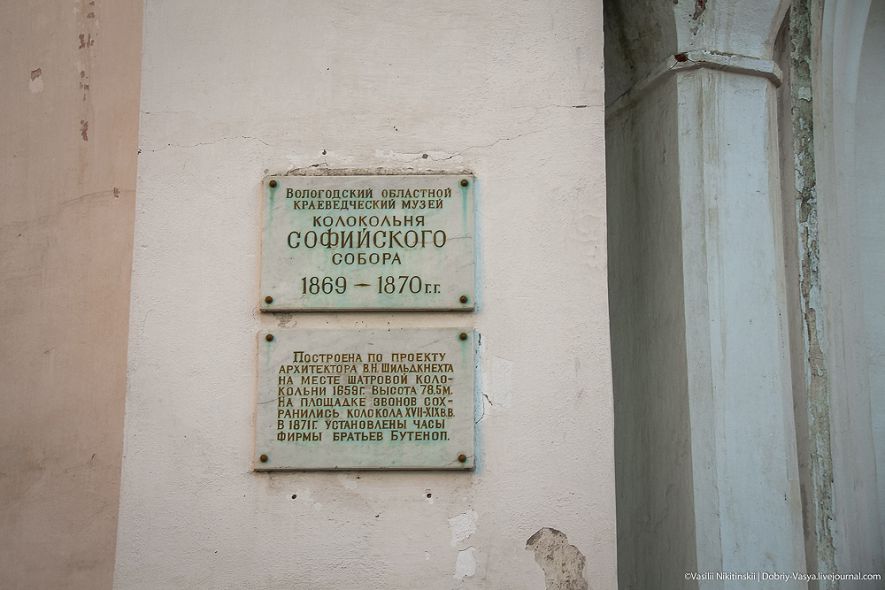 ВОЛОГОДСКИЙ ОБЛАСТНОЙ
КРАЕВЕДЧЕСКИЙ МУЗЕЙ
КОЛОКОЛЬНЯ
СОФИЙСКОГО
СОБОРА
1869 – 1870 г.г.
ПОСТРОЕНА ПО ПРОЕКТУ
АРХИТЕКТОРА В.Н. ШИЛЬДКНЕХТА
НА МЕСТЕ ШАТРОВОЙ КОЛО-
КОЛЬНИ 1659Г. ВЫСОТА 78.5М.
НА ПЛОЩАДКЕ ЗВОНОВ СОХ-
РАНИЛИСЬ КОЛОКОЛА XVII-XIX В.В.
В 1871Г. УСТАНОВЛЕНЫ ЧАСЫ
ФИРМЫ БРАТЬЕВ БУТЕНОП.
©Vasilii Nikitinskii | Dobriy-Vasya.livejournal.com